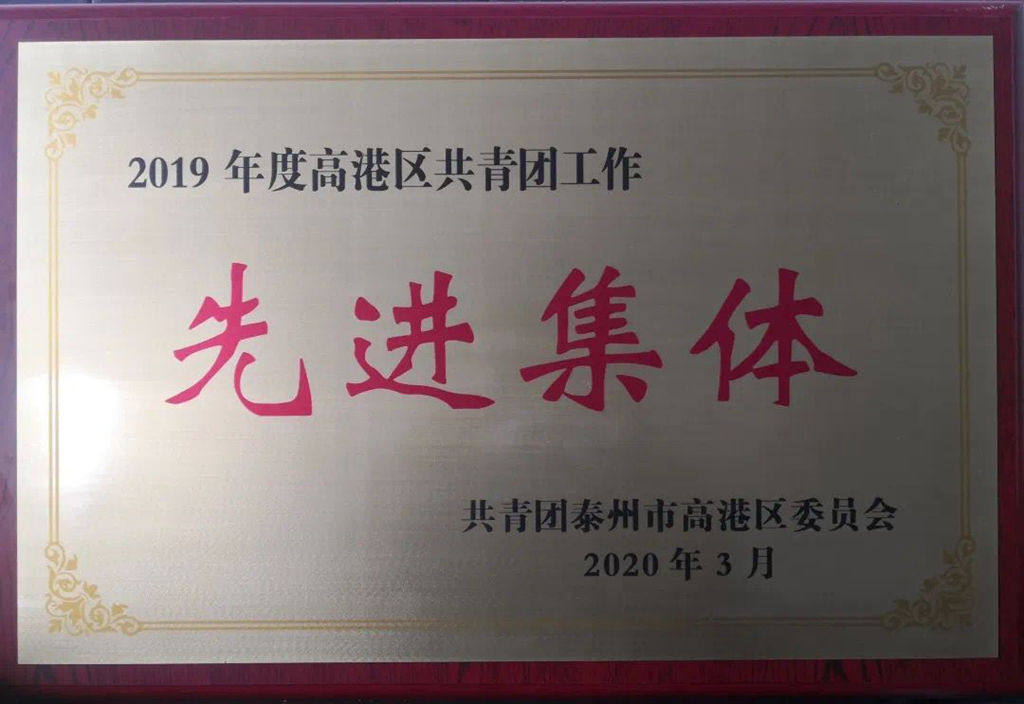 2019 年度高港区共青团工作
先进集体
共青团泰州市高港区委员会
2020 年 3 月